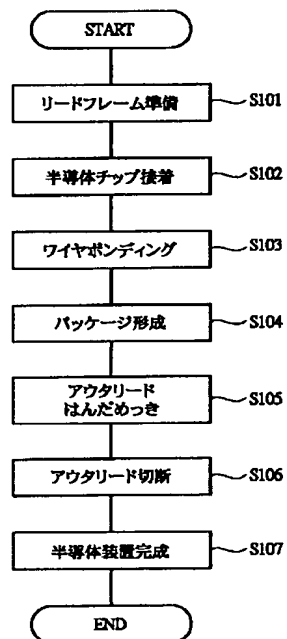 START
リードフレーム準備
S101
半導体チップ接着
S102
ワイヤボンディング
S103
パッケージ形成
S104
アウタリード
はんだめっき
S105
アウタリード切断
S106
半導体装置完成
S107
END